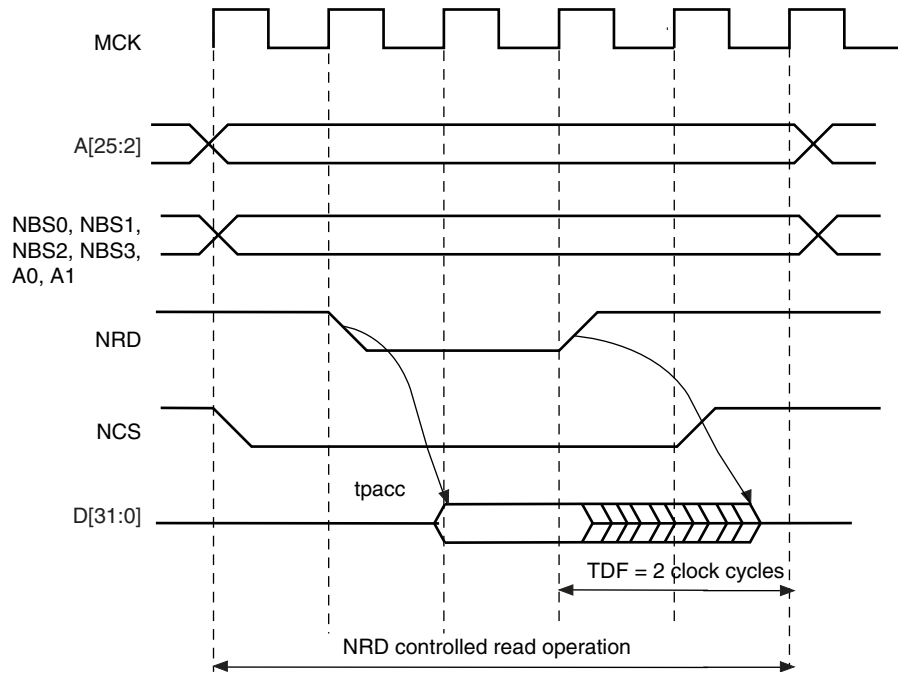 MCK
A[25:2]
NBS0, NBS1,
NBS2, NBS3,
A0, A1
NRD
NCS
tpacc
D[31:0]
TDF = 2 clock cycles
NRD controlled read operation